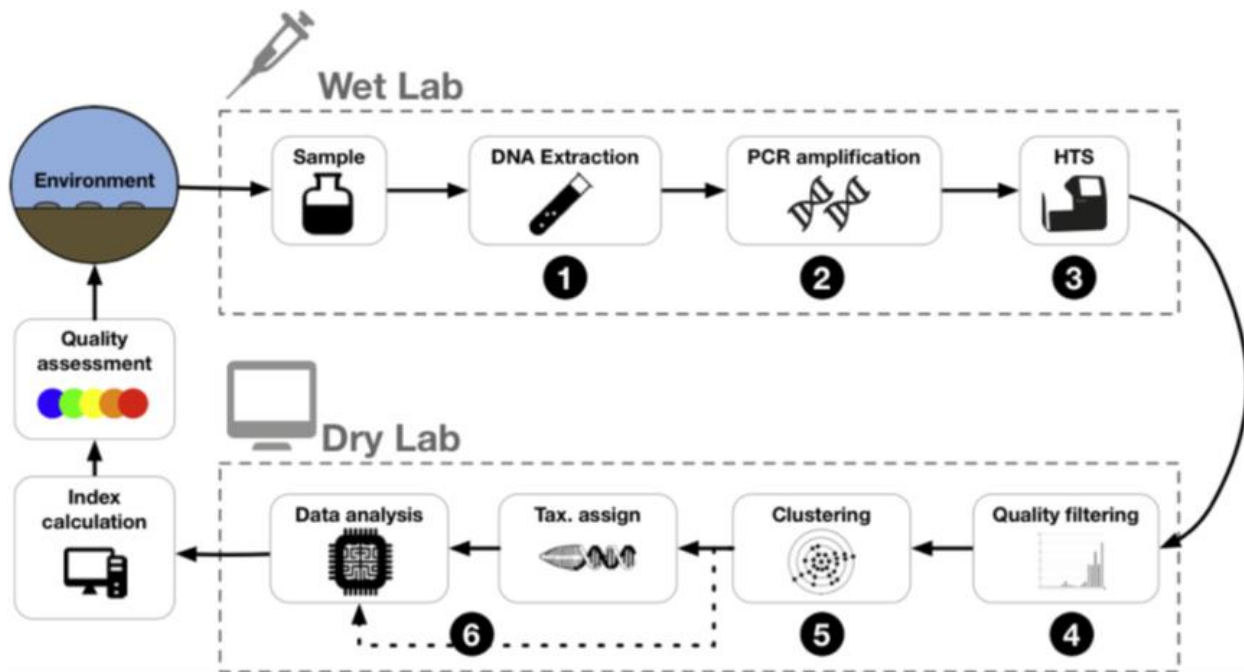 Wet Lab
Environment
Sample
DNA Extraction
PCR amplification
HTS
1
2
3
Quality
assessment
Dry Lab
Index
calculation
Data analysis
Tax. assign
Clustering
Quality filtering
6
5
4